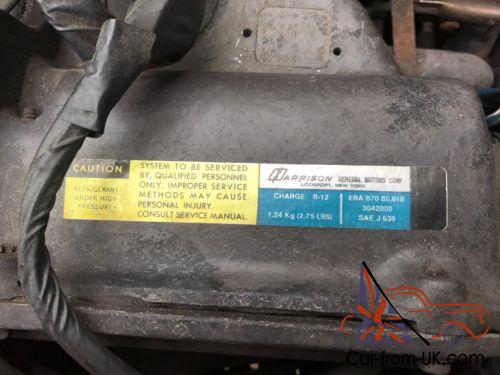 CAUTION
REFRIGERANT
UNDER HIGH
PRESSURE
SYSTEM TO BE SERVICED
BY, QUALIFIED PERSONNEL
ONLY. IMPROPER SERVICE
METHODS MAY CAUSE
PERSONAL INJURY.
CONSULT SERVICE MANUAL.
HARRISON GENERAL MOTORS CORP
LOCKPORT, NEW YORK
CHARGE R-12
1.24 Kg (2.75 LBS)
EBA 070 80,81B
3042000
SAE J 639
Car-from-UK.com